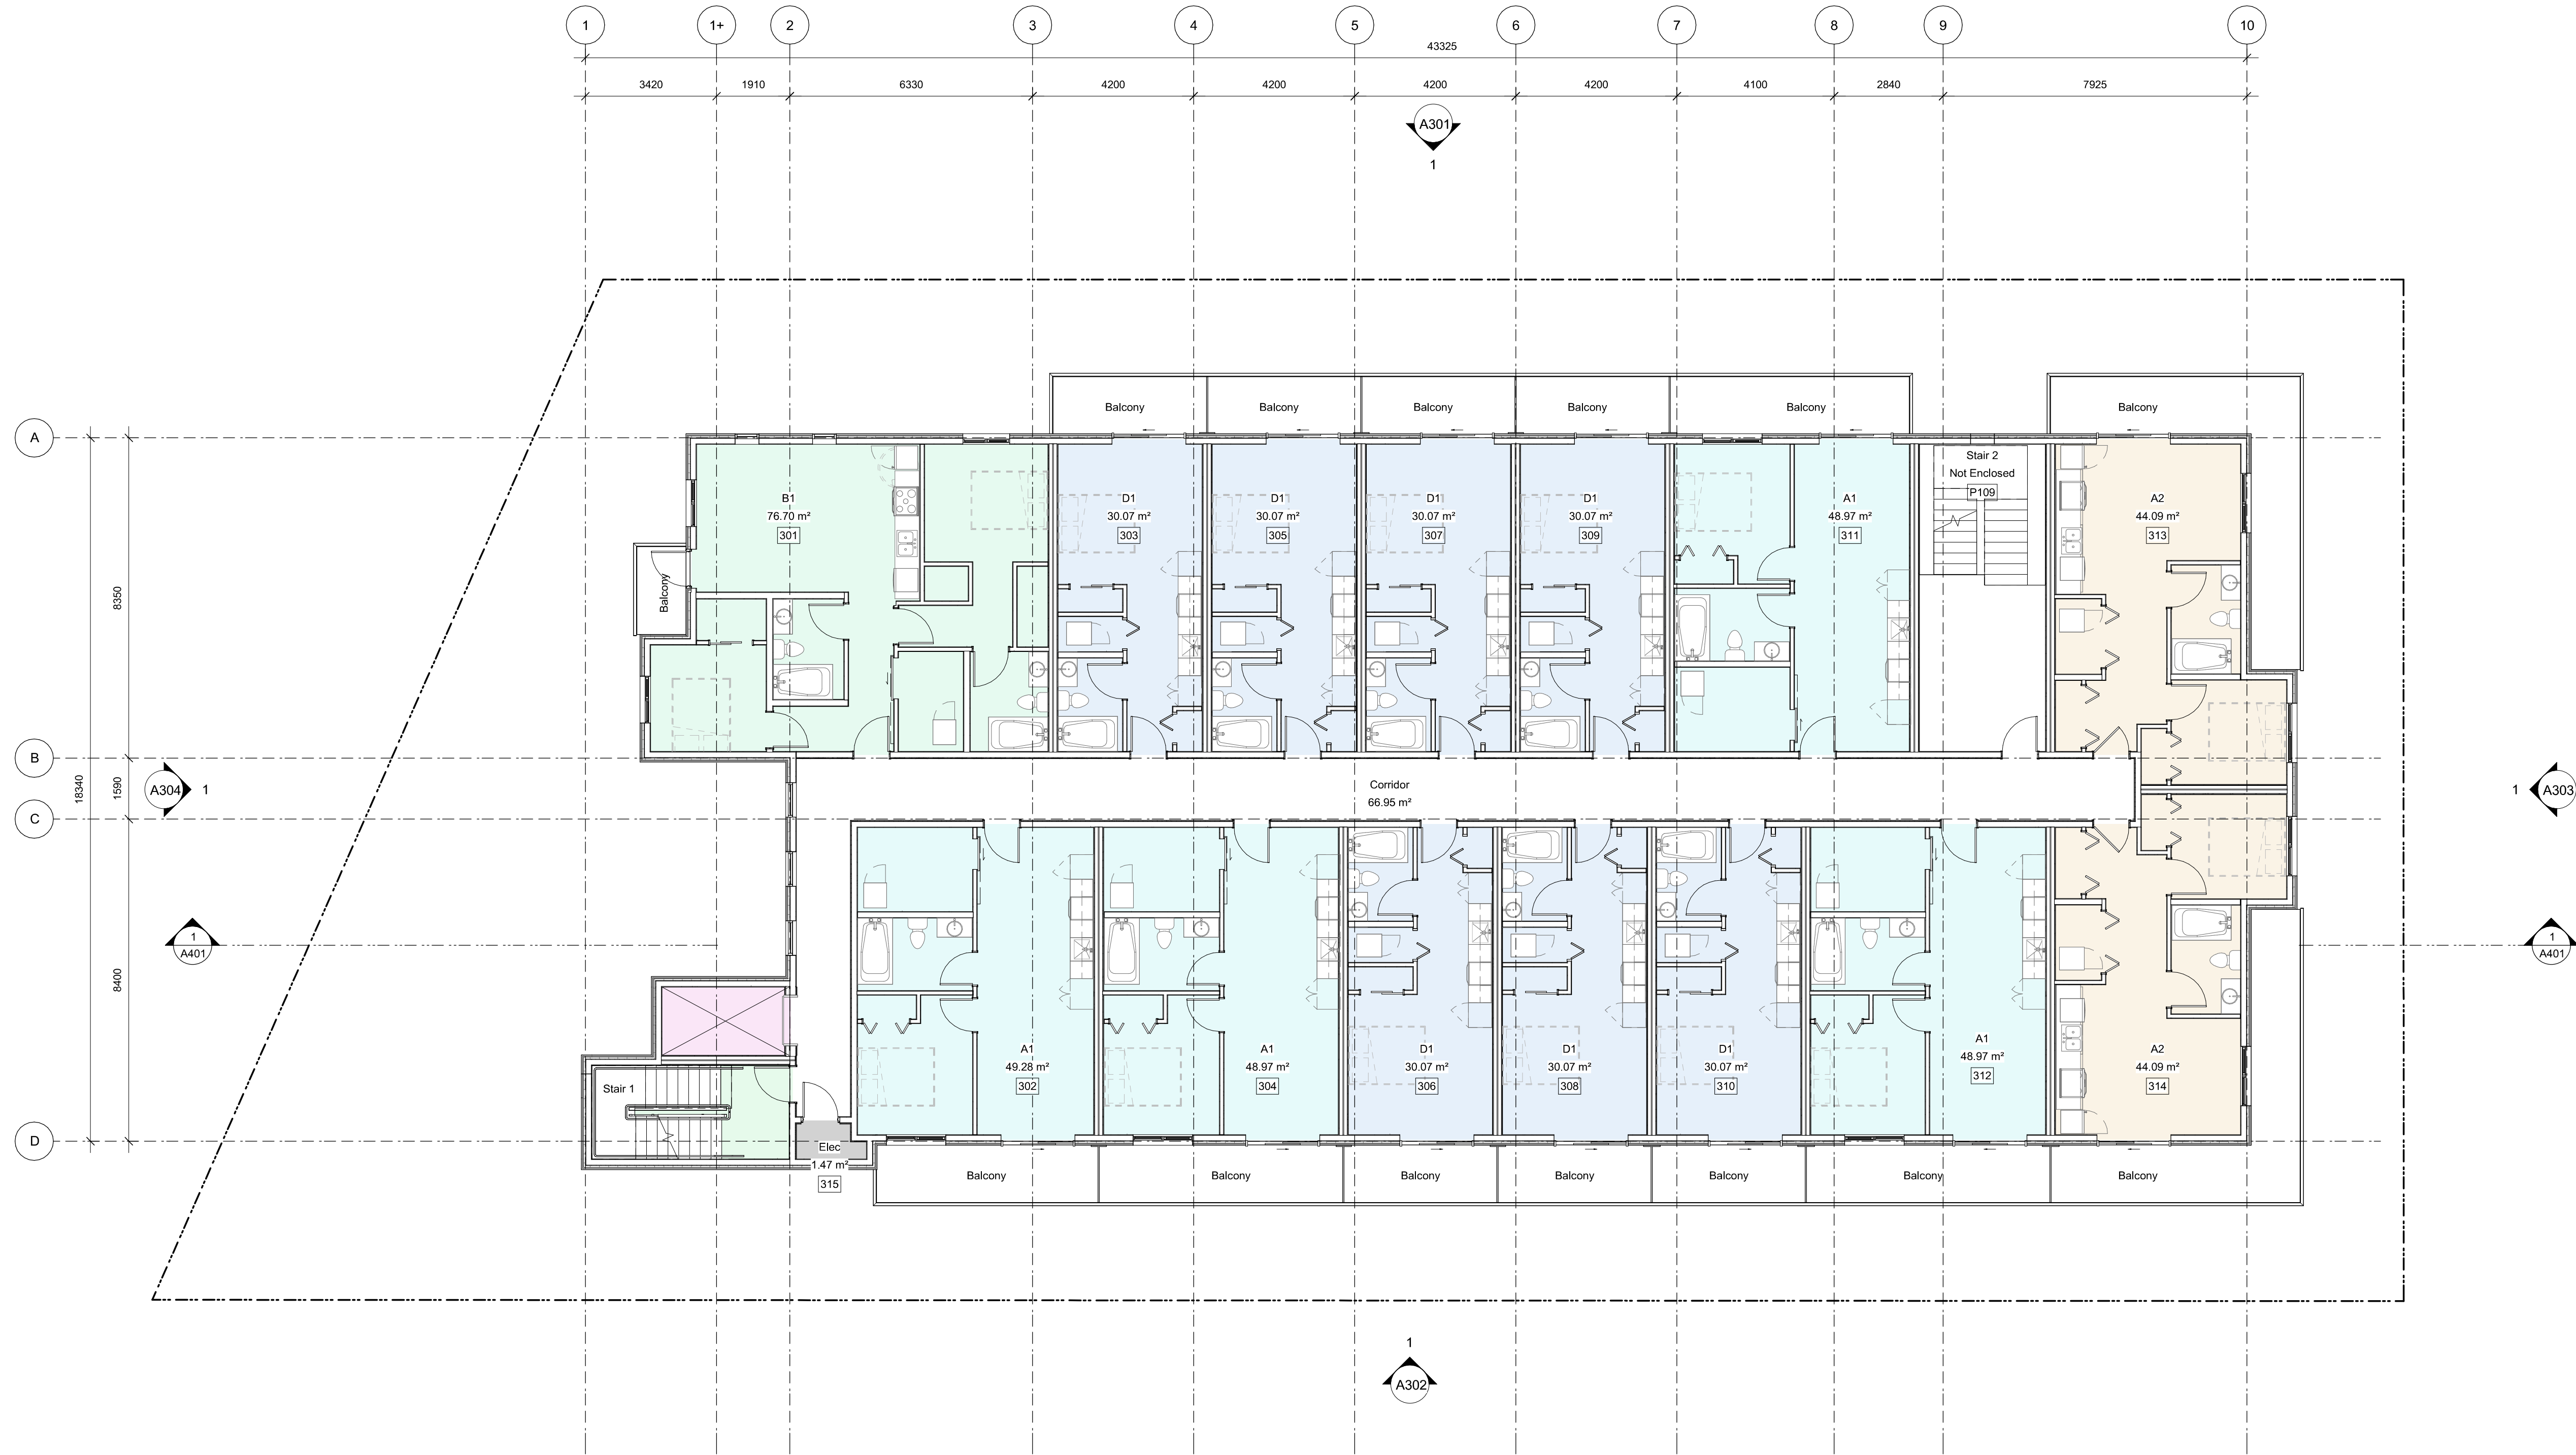 1 1+ 2 3 4 5 6 7 8 9 10
43325
3420 1910 6330 4200 4200 4200 4200 4100 2840 7925
A301
1
Balcony Balcony Balcony Balcony Balcony Balcony
A
B1
76.70 m²
301
D1
30.07 m²
303
D1
30.07 m²
305
D1
30.07 m²
307
D1
30.07 m²
309
A1
48.97 m²
311
Stair 2
Not Enclosed
P109
A2
44.09 m²
313
Balcony
8350
B
18340
1590
A304
1
Corridor
66.95 m²
1
A303
C
1
A401
1
A401
8400
A1
49.28 m²
302
A1
48.97 m²
304
D1
30.07 m²
306
D1
30.07 m²
308
D1
30.07 m²
310
A1
48.97 m²
312
A2
44.09 m²
314
Stair 1
D
Elec
1.47 m²
315
Balcony Balcony Balcony Balcony Balcony Balcony Balcony
1
A302